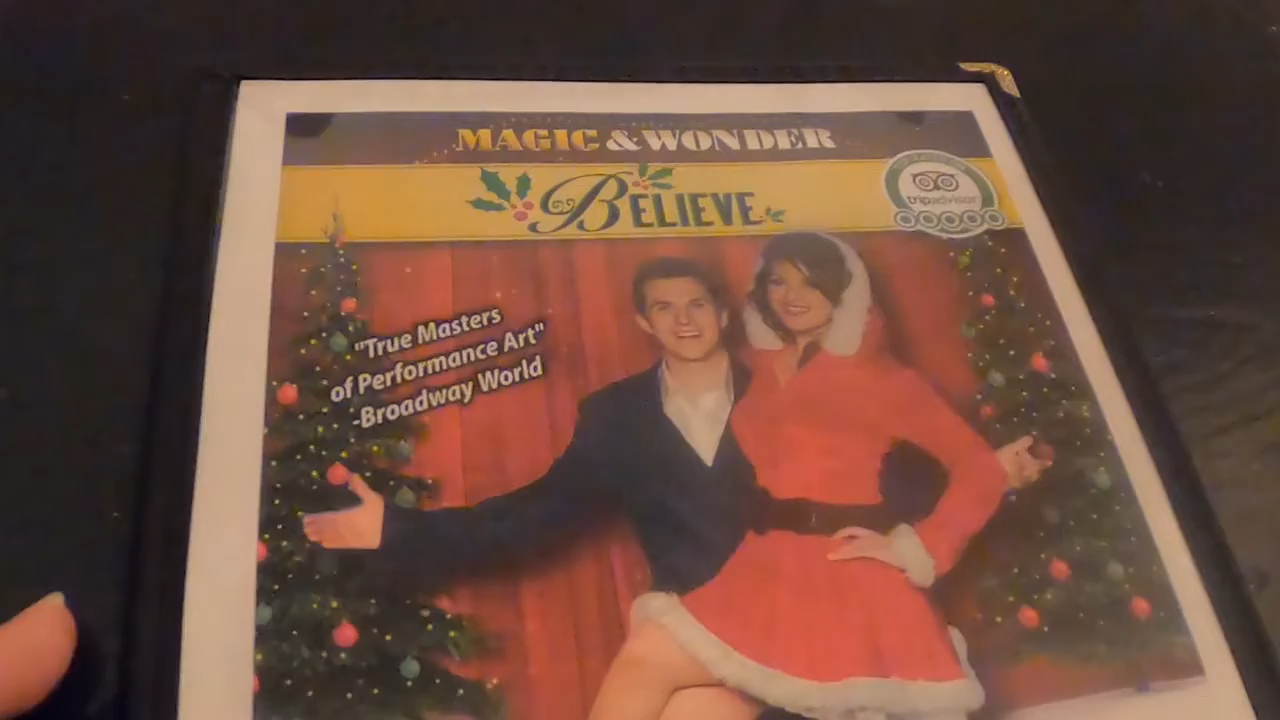 MAGIC & WONDER
BELIEVE
tripadvisor
"True Masters
of Performance Art"
-Broadway World